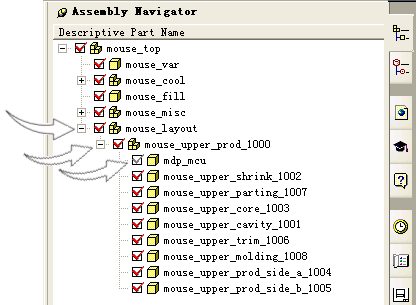 Assembly Navigator
Descriptive Part Name
mouse_top
mouse_var
mouse_cool
mouse_fill
mouse_misc
mouse_layout
mouse_upper_prod_1000
mdp_mcu
mouse_upper_shrink_1002
mouse_upper_parting_1007
mouse_upper_core_1003
mouse_upper_cavity_1001
mouse_upper_trim_1006
mouse_upper_molding_1008
mouse_upper_prod_side_a_1004
mouse_upper_prod_side_b_1005